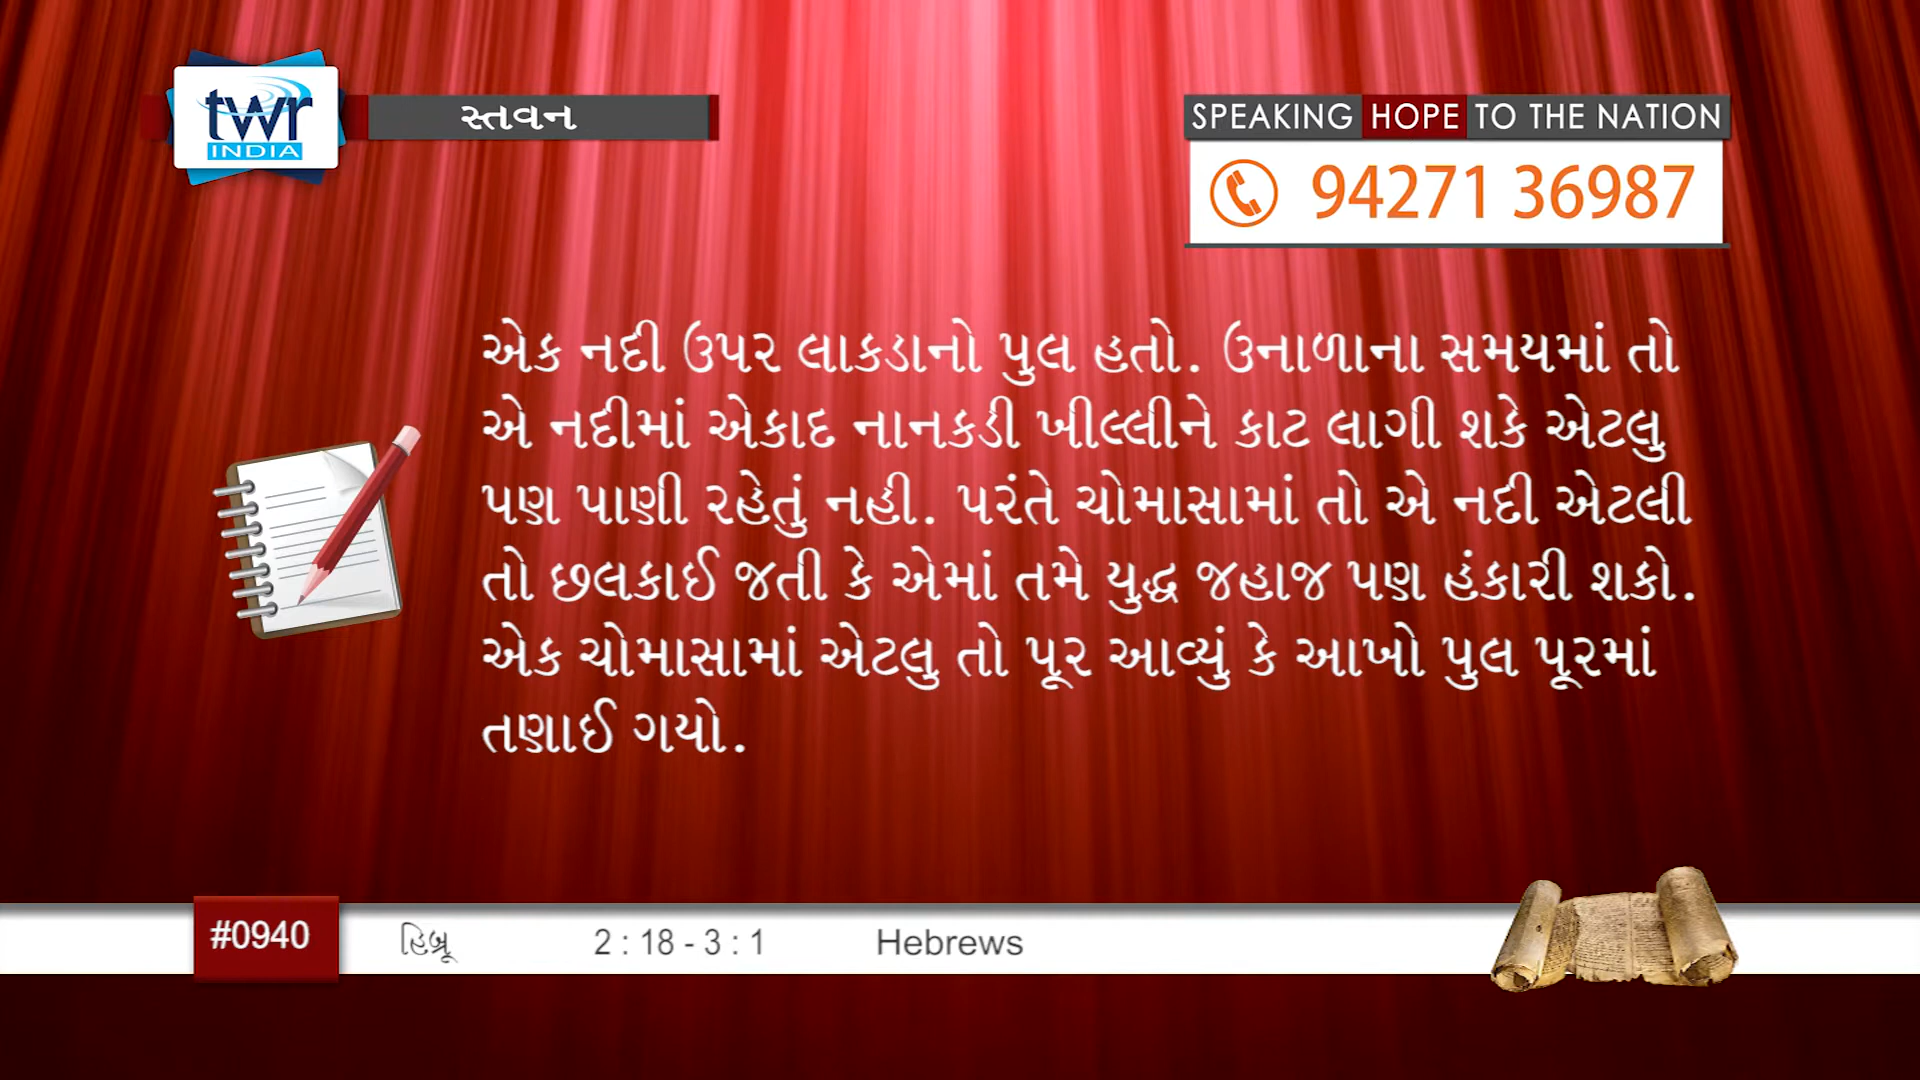 twr
INDIA
સ્તવન
SPEAKING HOPE TO THE NATION
94271 36987
એક નદી ઉપર લાકડાનો પુલ હતો. ઉનાળાના સમયમાં તો
એ નદીમાં એકાદ નાનકડી ખીલ્લીને કાટ લાગી શકે એટલુ
પણ પાણી રહેતું નહી. પરંતે ચોમાસામાં તો એ નદી એટલી
તો છલકાઈ જતી કે એમાં તમે યુદ્ધ જહાજ પણ હંકારી શકો.
એક ચોમાસામાં એટલુ તો પૂર આવ્યું કે આખો પુલ પૂરમાં
તણાઈ ગયો.
#0940 હિબ્રૂ 2 : 18 - 3 : 1 Hebrews